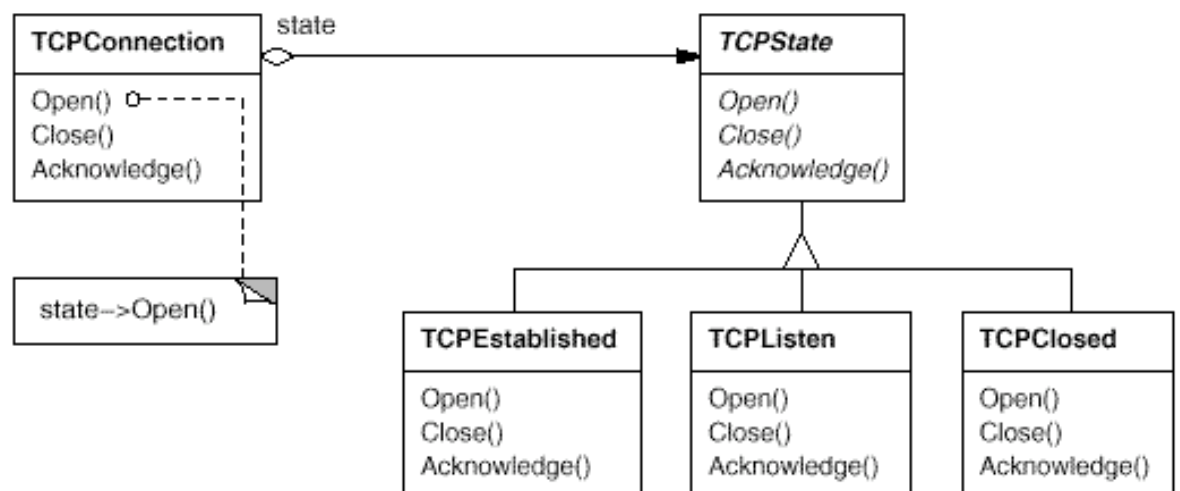 state
TCPConnection
Open()
Close()
Acknowledge()
state->Open()
TCPState
Open()
Close()
Acknowledge()
TCPEstablished
Open()
Close()
Acknowledge()
TCPListen
Open()
Close()
Acknowledge()
TCPClosed
Open()
Close()
Acknowledge()